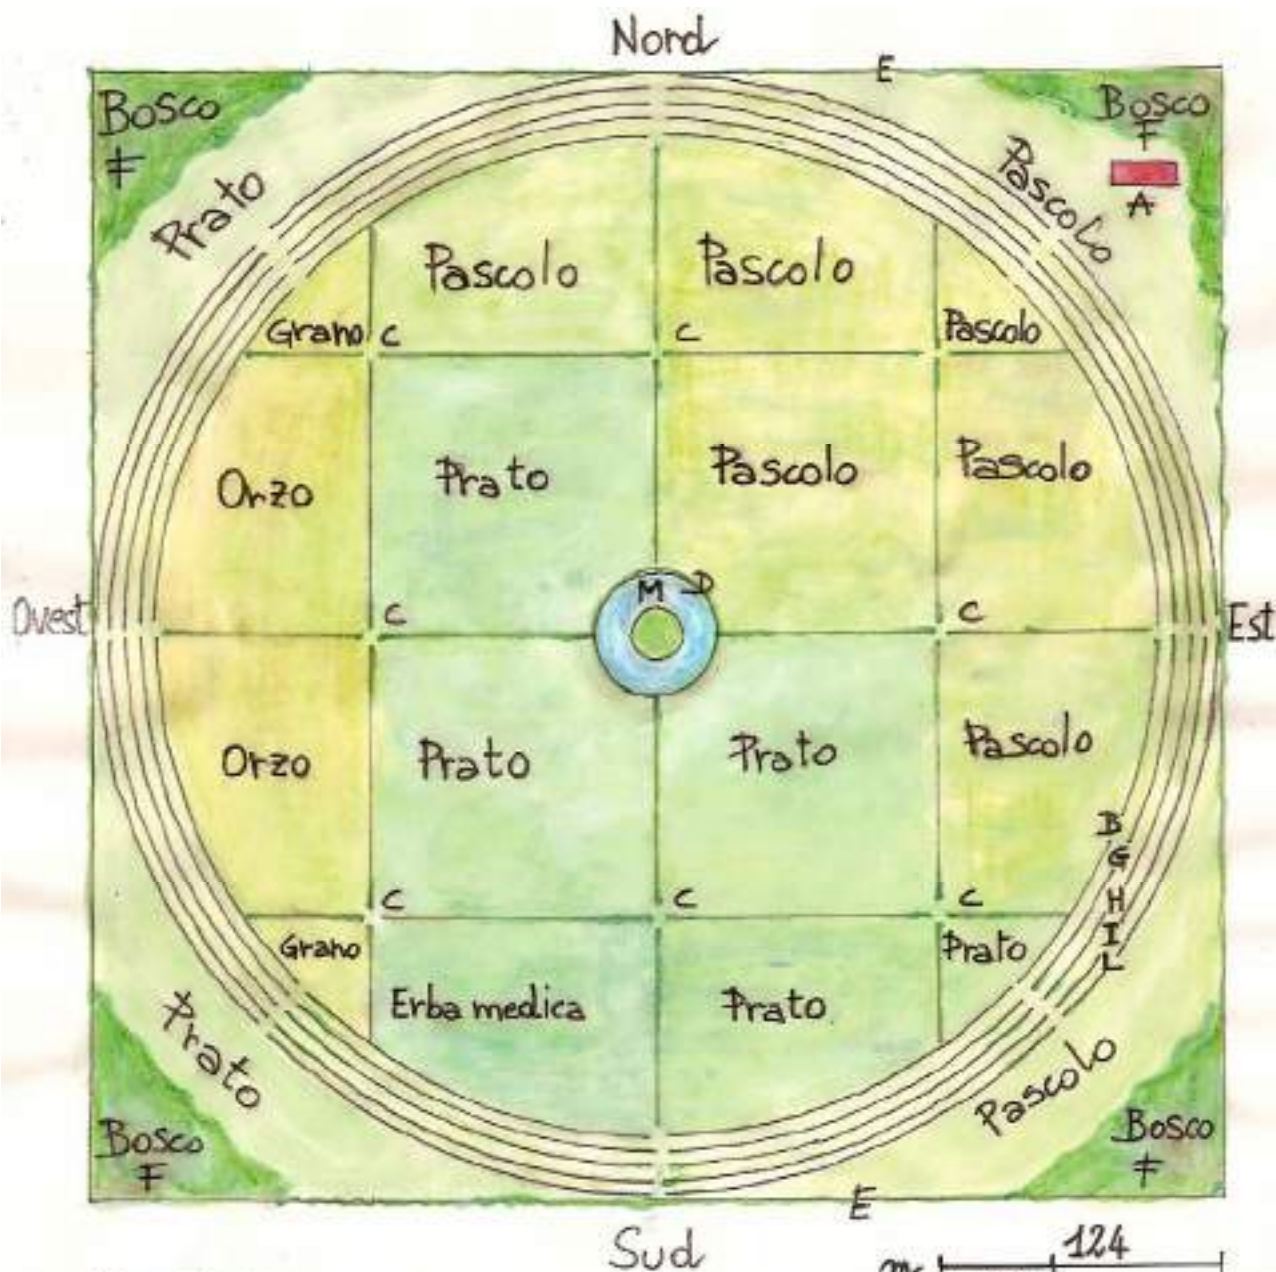 Nord
E
Bosco
F
Bosco
F
A
Prato
Pascolo
Pascolo
Pascolo
Grano
C
C
Pascolo
Orzo
Prato
Pascolo
Pascolo
M D
Ovest
C
C
Est
Orzo
Prato
Prato
Pascolo
B
G
H
I
L
C
C
C
Grano
Prato
Erba medica
Prato
Prato
Pascolo
Bosco
F
Bosco
F
E
Sud
m
124